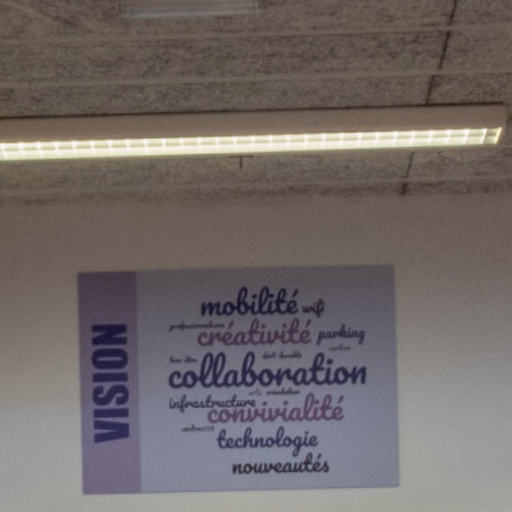 VISION
mobilité wifi
créativité parking
collaboration
infrastructure
convivialité
technologie
nouveautés